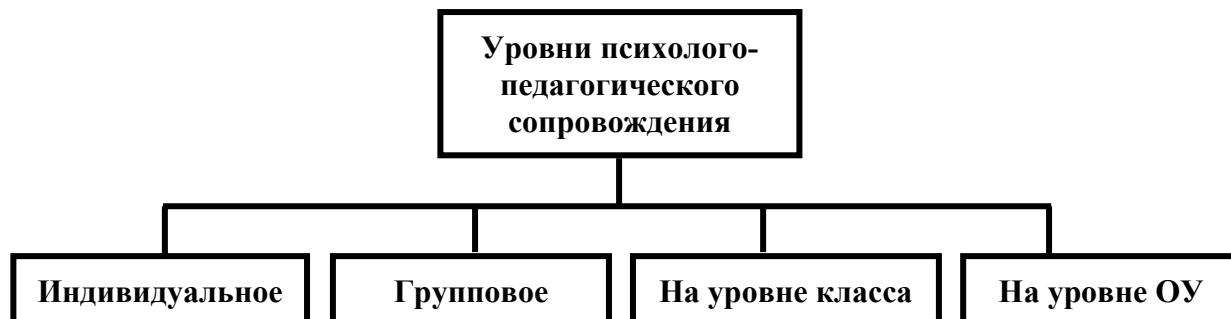 Уровни психолого-
педагогического
сопровождения
Индивидуальное
Групповое
На уровне класса
На уровне ОУ